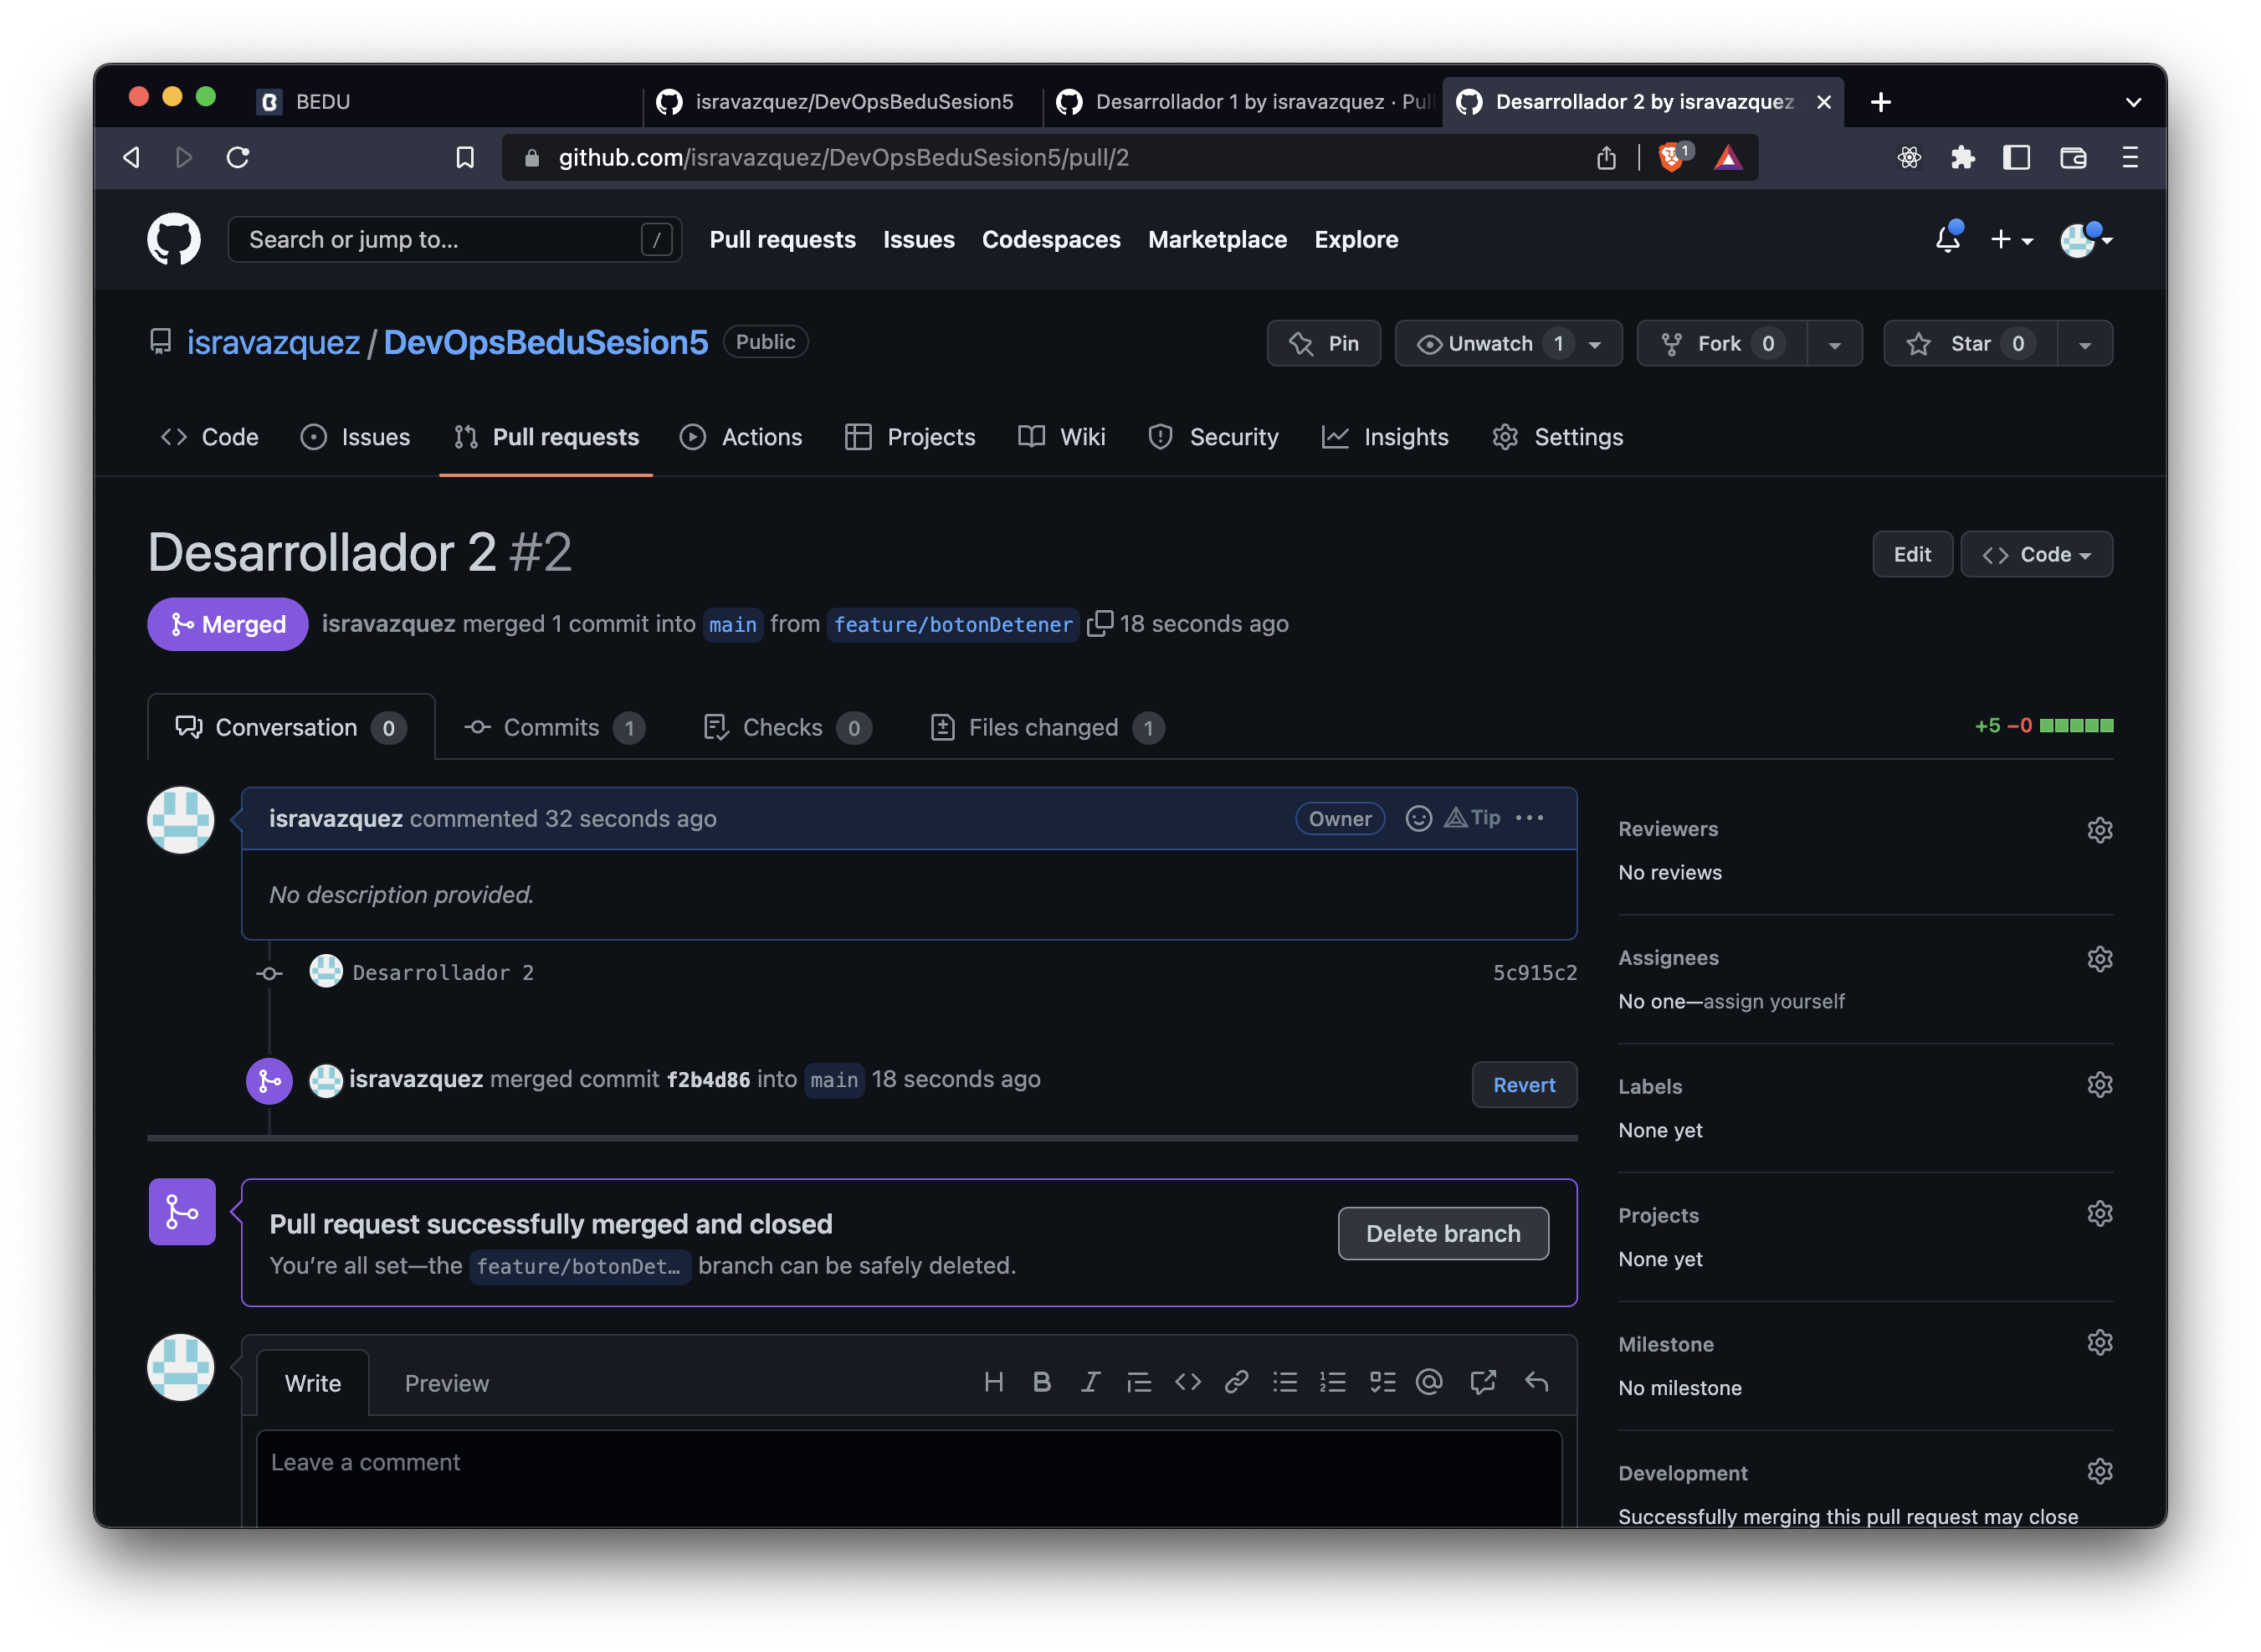 BEDU
isravazquez/DevOpsBeduSesion5
Desarrollador 1 by isravazquez · Pull
Desarrollador 2 by isravazquez
github.com/isravazquez/DevOpsBeduSesion5/pull/2
1
Search or jump to...
/
Pull requests
Issues
Codespaces
Marketplace
Explore
isravazquez / DevOpsBeduSesion5
Public
Pin
Unwatch 1
Fork 0
Star 0
Code
Issues
Pull requests
Actions
Projects
Wiki
Security
Insights
Settings
Desarrollador 2 #2
Edit
Code
Merged
isravazquez merged 1 commit into main from feature/botonDetener 18 seconds ago
Conversation 0
Commits 1
Checks 0
Files changed 1
+5 −0
isravazquez commented 32 seconds ago
Owner
Tip
No description provided.
Desarrollador 2
5c915c2
isravazquez merged commit f2b4d86 into main 18 seconds ago
Revert
Pull request successfully merged and closed
You’re all set—the feature/botonDet… branch can be safely deleted.
Delete branch
Write
Preview
Leave a comment
Reviewers
No reviews
Assignees
No one—assign yourself
Labels
None yet
Projects
None yet
Milestone
No milestone
Development
Successfully merging this pull request may close